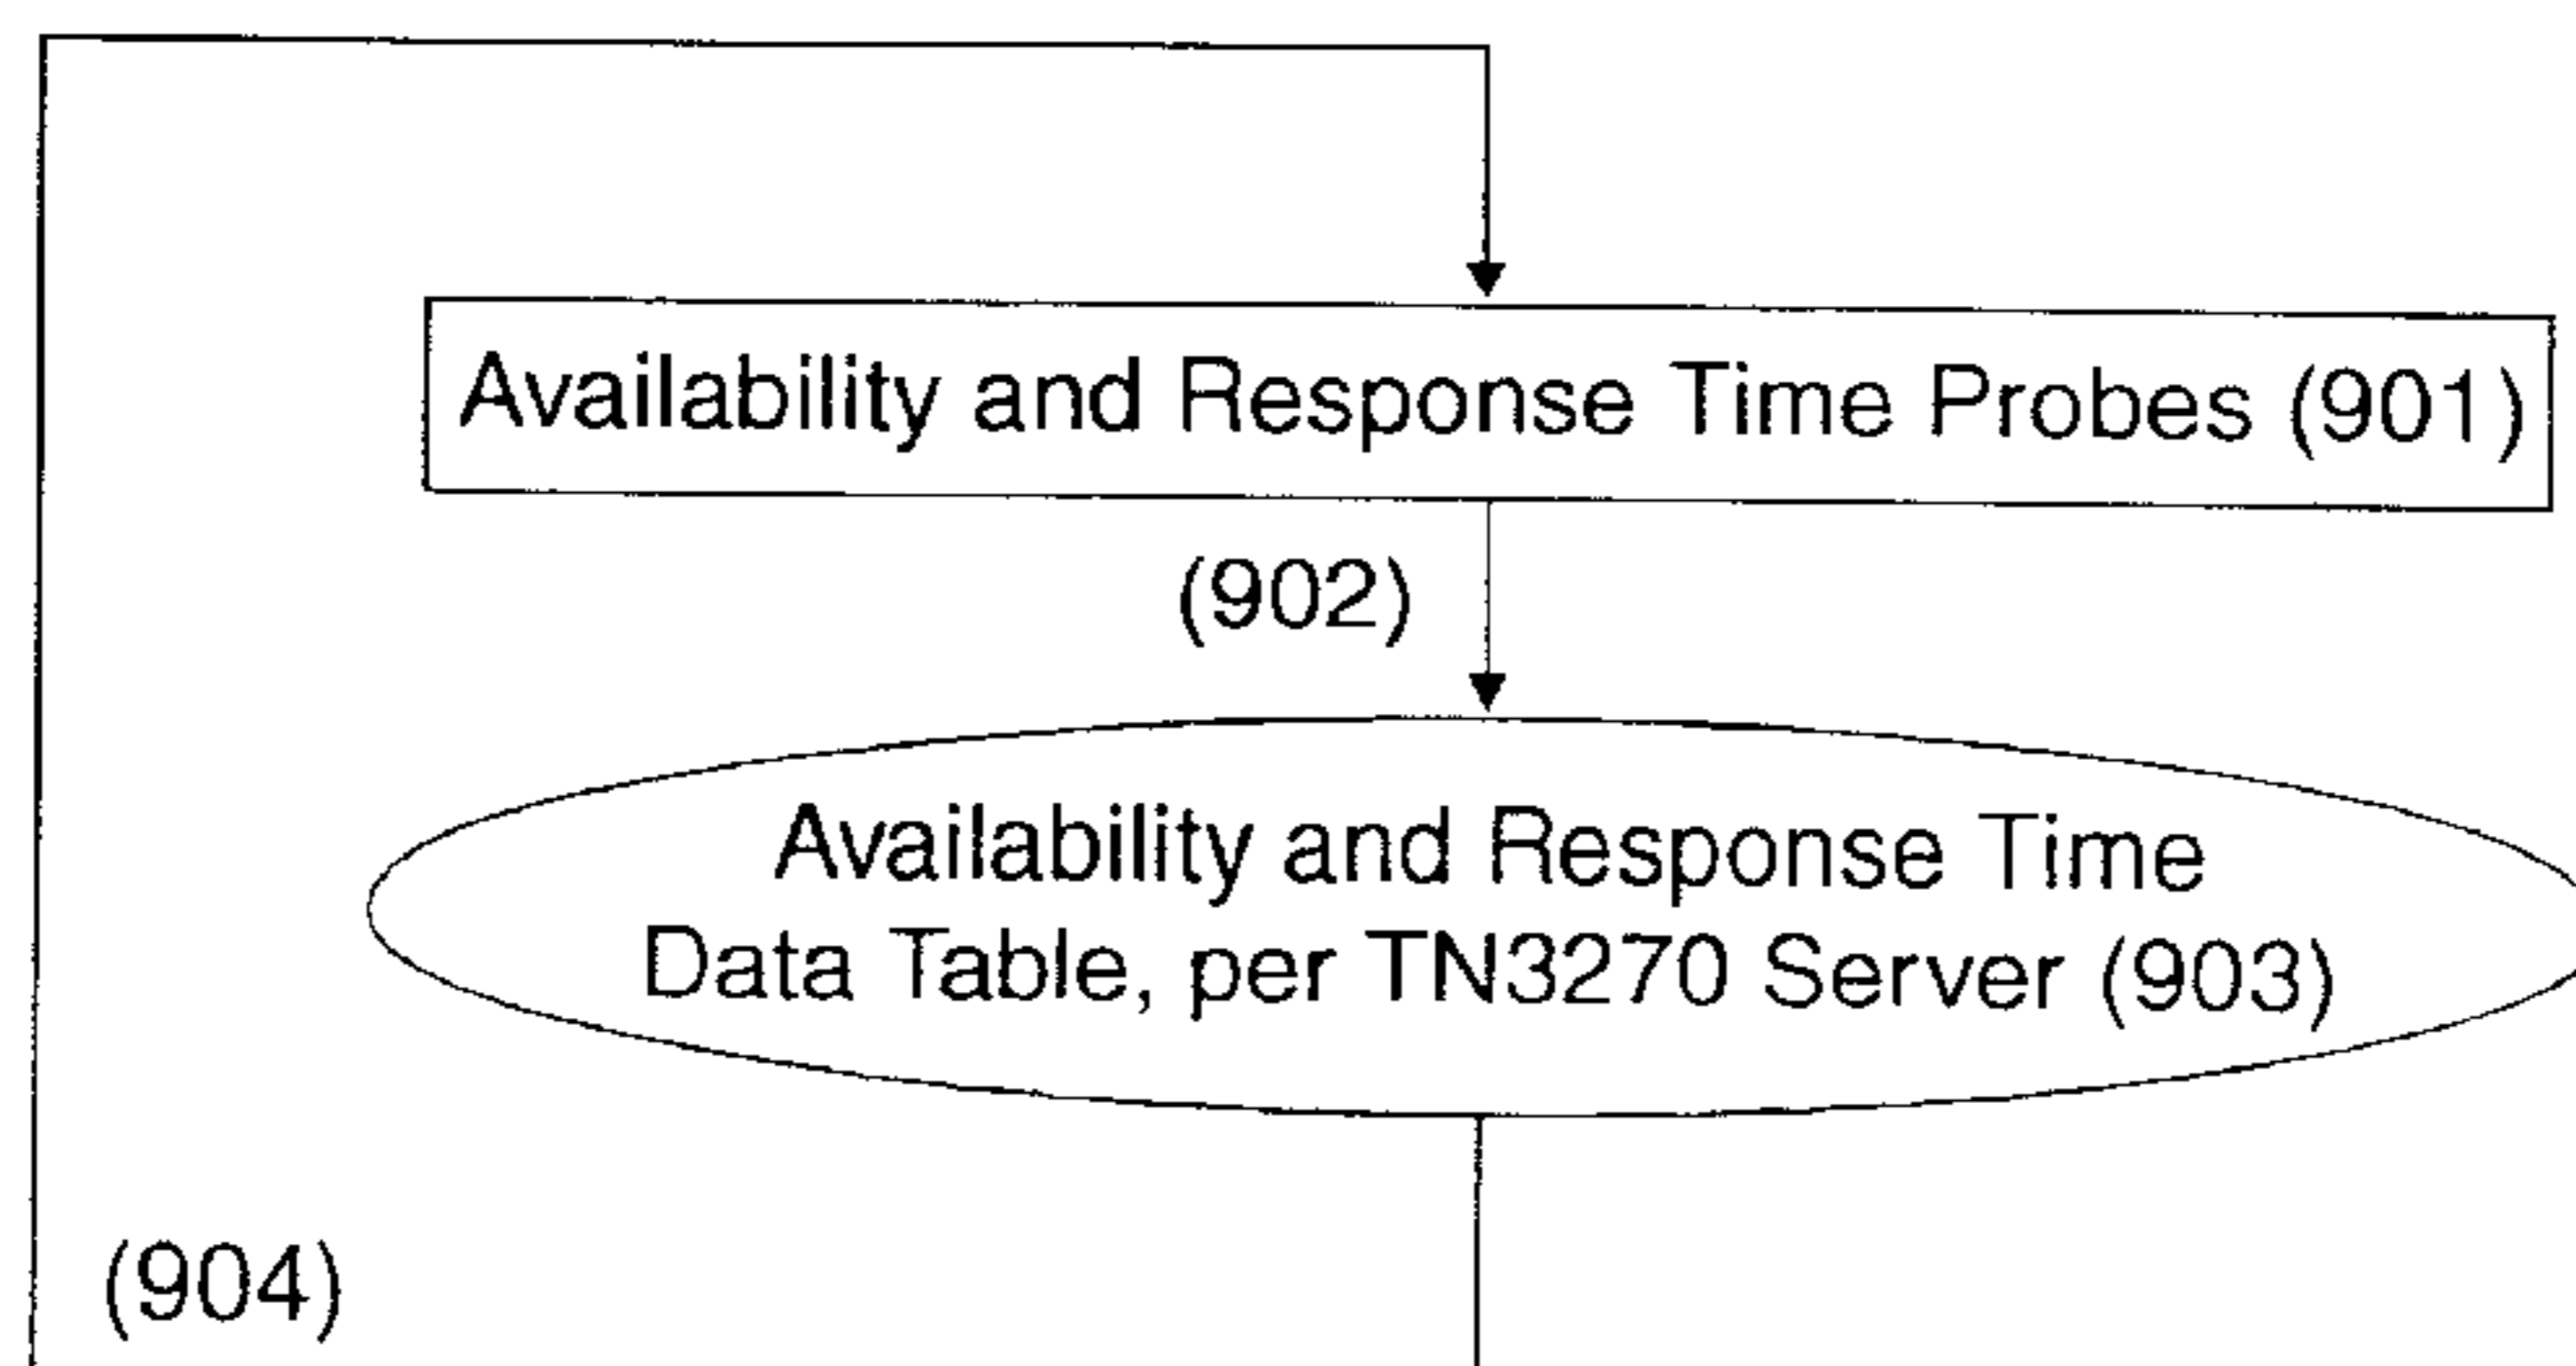 Availability and Response Time Probes (901)
(902)
Availability and Response Time
Data Table, per TN3270 Server (903)
(904)